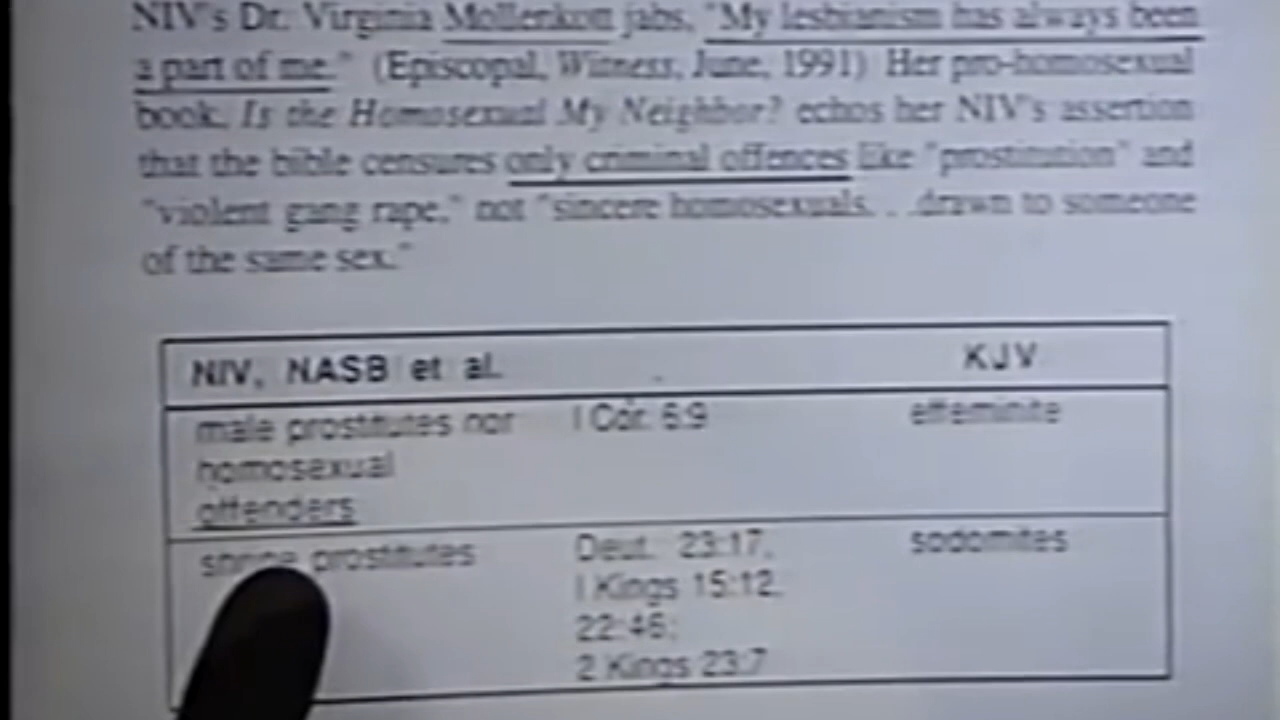 NIV's Dr. Virginia Mollenkott jabs, "My lesbianism has always been
a part of me." (Episcopal, Witness, June, 1991) Her pro-homosexual
book, Is the Homosexual My Neighbor? echos her NIV's assertion
that the bible censures only criminal offences like "prostitution" and
"violent gang rape," not "sincere homosexuals. . .drawn to someone
of the same sex."
NIV, NASB et al. KJV
male prostitutes nor I Cor. 6:9 effeminite
homosexual
offenders
shrine prostitutes Deut. 23:17, sodomites
I Kings 15:12,
22:46;
2 Kings 23:7